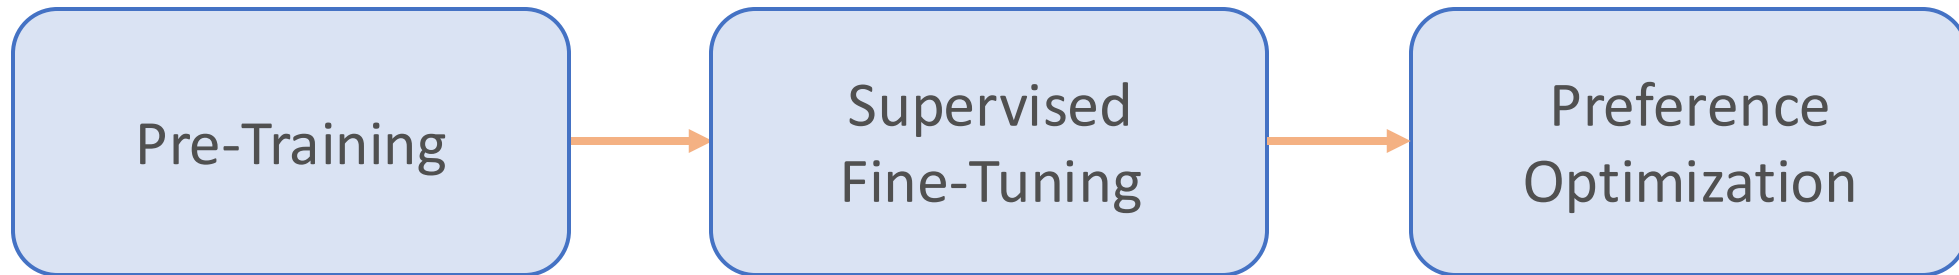 Pre-Training
Supervised
Fine-Tuning
Preference
Optimization